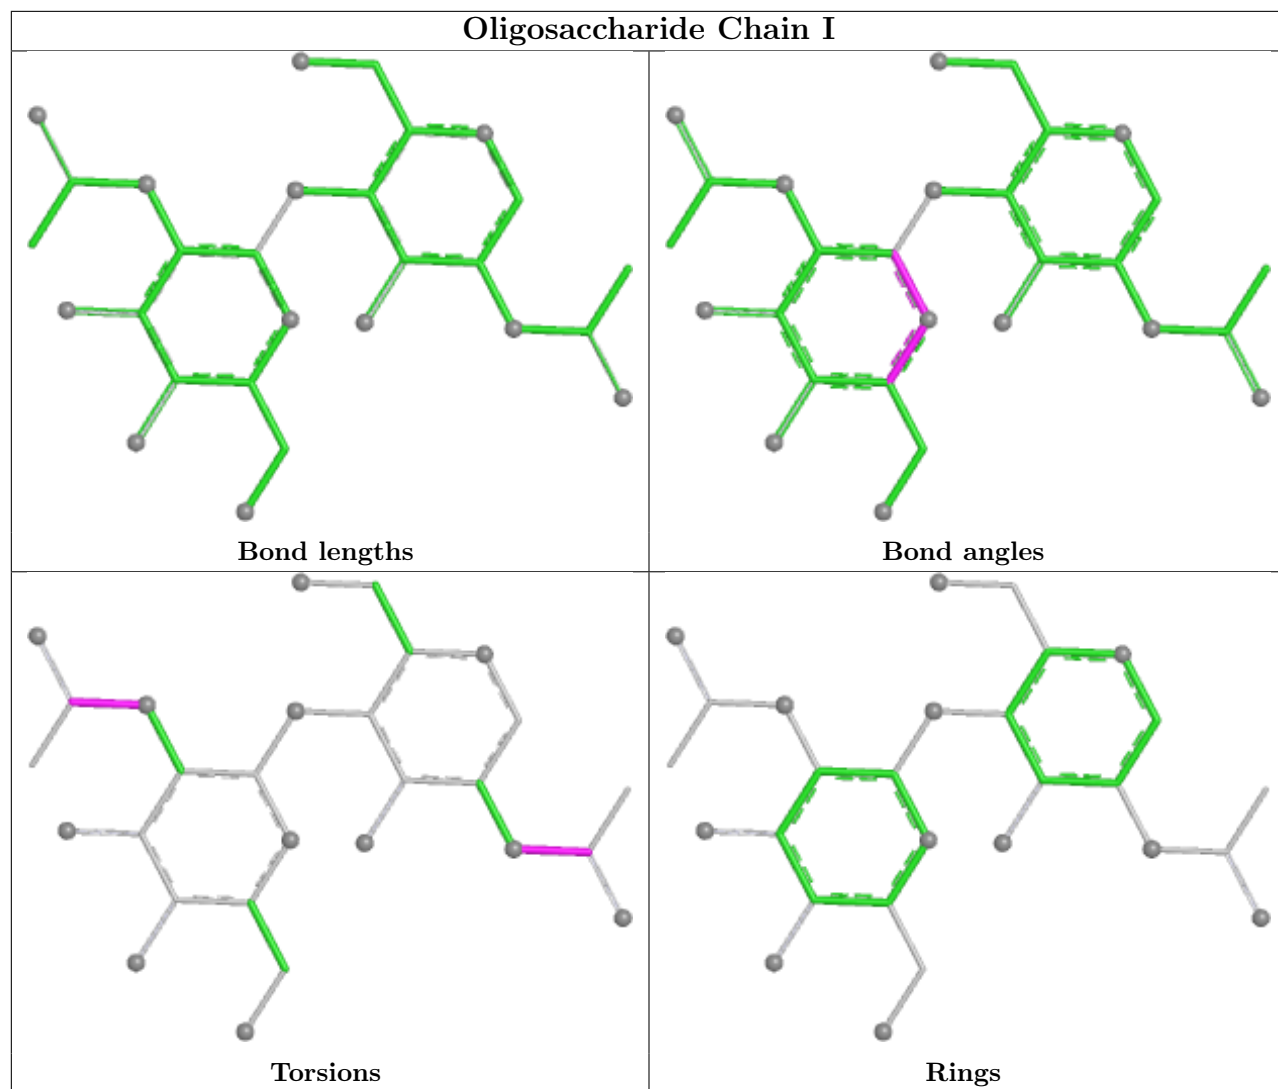 Oligosaccharide Chain I
Bond lengths
Bond angles
Torsions
Rings